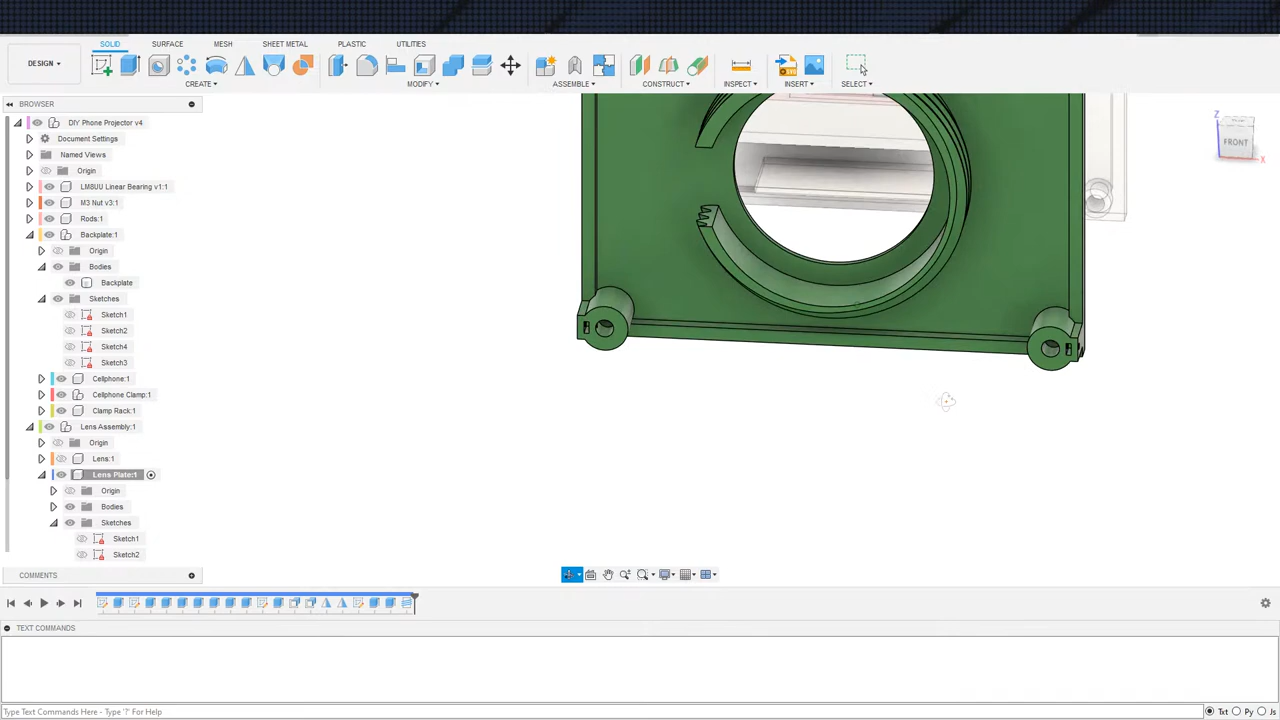 SOLID SURFACE MESH SHEET METAL PLASTIC UTILITIES
DESIGN
CREATE MODIFY ASSEMBLE CONSTRUCT INSPECT INSERT SELECT
BROWSER
DIY Phone Projector v4
Document Settings
Named Views
Origin
LM8UU Linear Bearing v1:1
M3 Nut v3:1
Rods:1
Backplate:1
Origin
Bodies
Backplate
Sketches
Sketch1
Sketch2
Sketch4
Sketch3
Cellphone:1
Cellphone Clamp:1
Clamp Rack:1
Lens Assembly:1
Origin
Lens:1
Lens Plate:1
Origin
Bodies
Sketches
Sketch1
Sketch2
Z
FRONT
X
COMMENTS
TEXT COMMANDS
Type Text Commands Here - Type '?' For Help
Txt Py Js